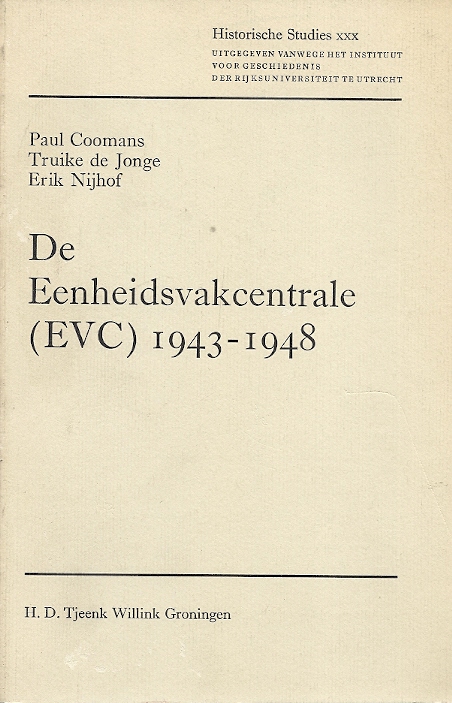 Historische Studies XXX
UITGEGEVEN VANWEGE HET INSTITUUT
VOOR GESCHIEDENIS
DER RIJKSUNIVERSITEIT TE UTRECHT
Paul Coomans
Truike de Jonge
Erik Nijhof
De
Eenheidsvakcentrale
(EVC) 1943-1948
H. D. Tjeenk Willink Groningen